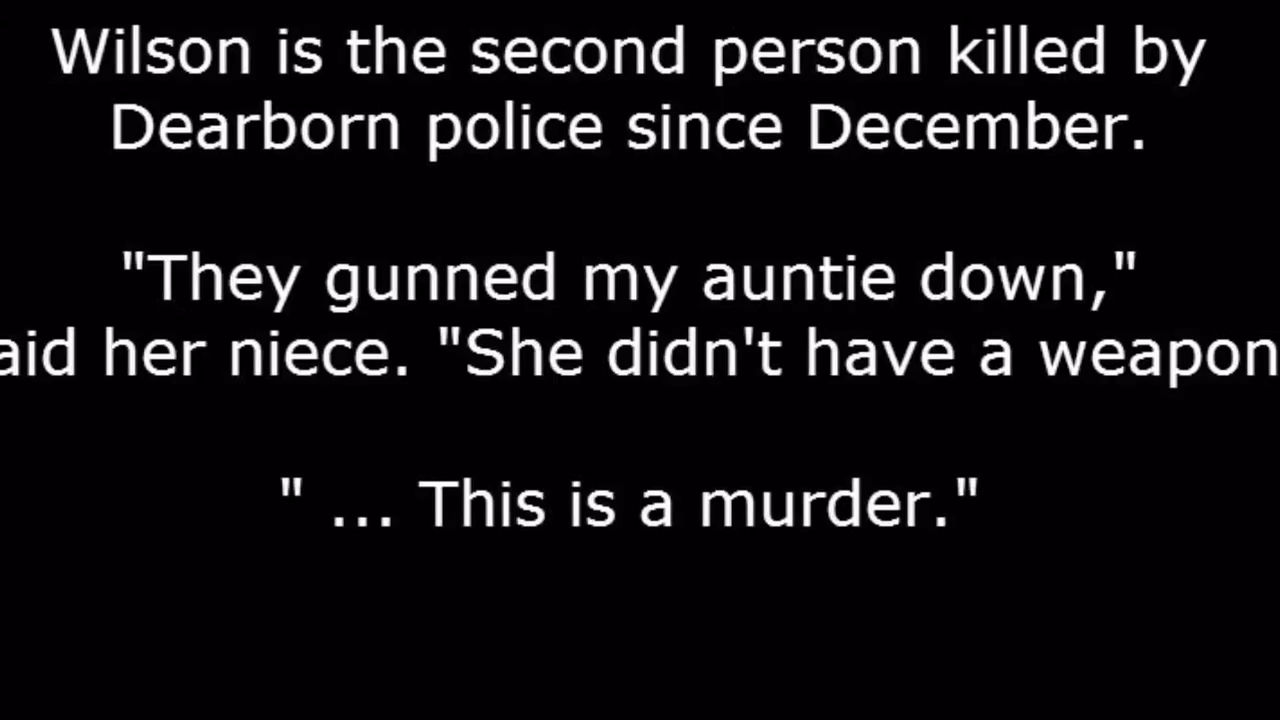 Wilson is the second person killed by
Dearborn police since December.
"They gunned my auntie down,"
aid her niece. "She didn't have a weapon
" ... This is a murder."